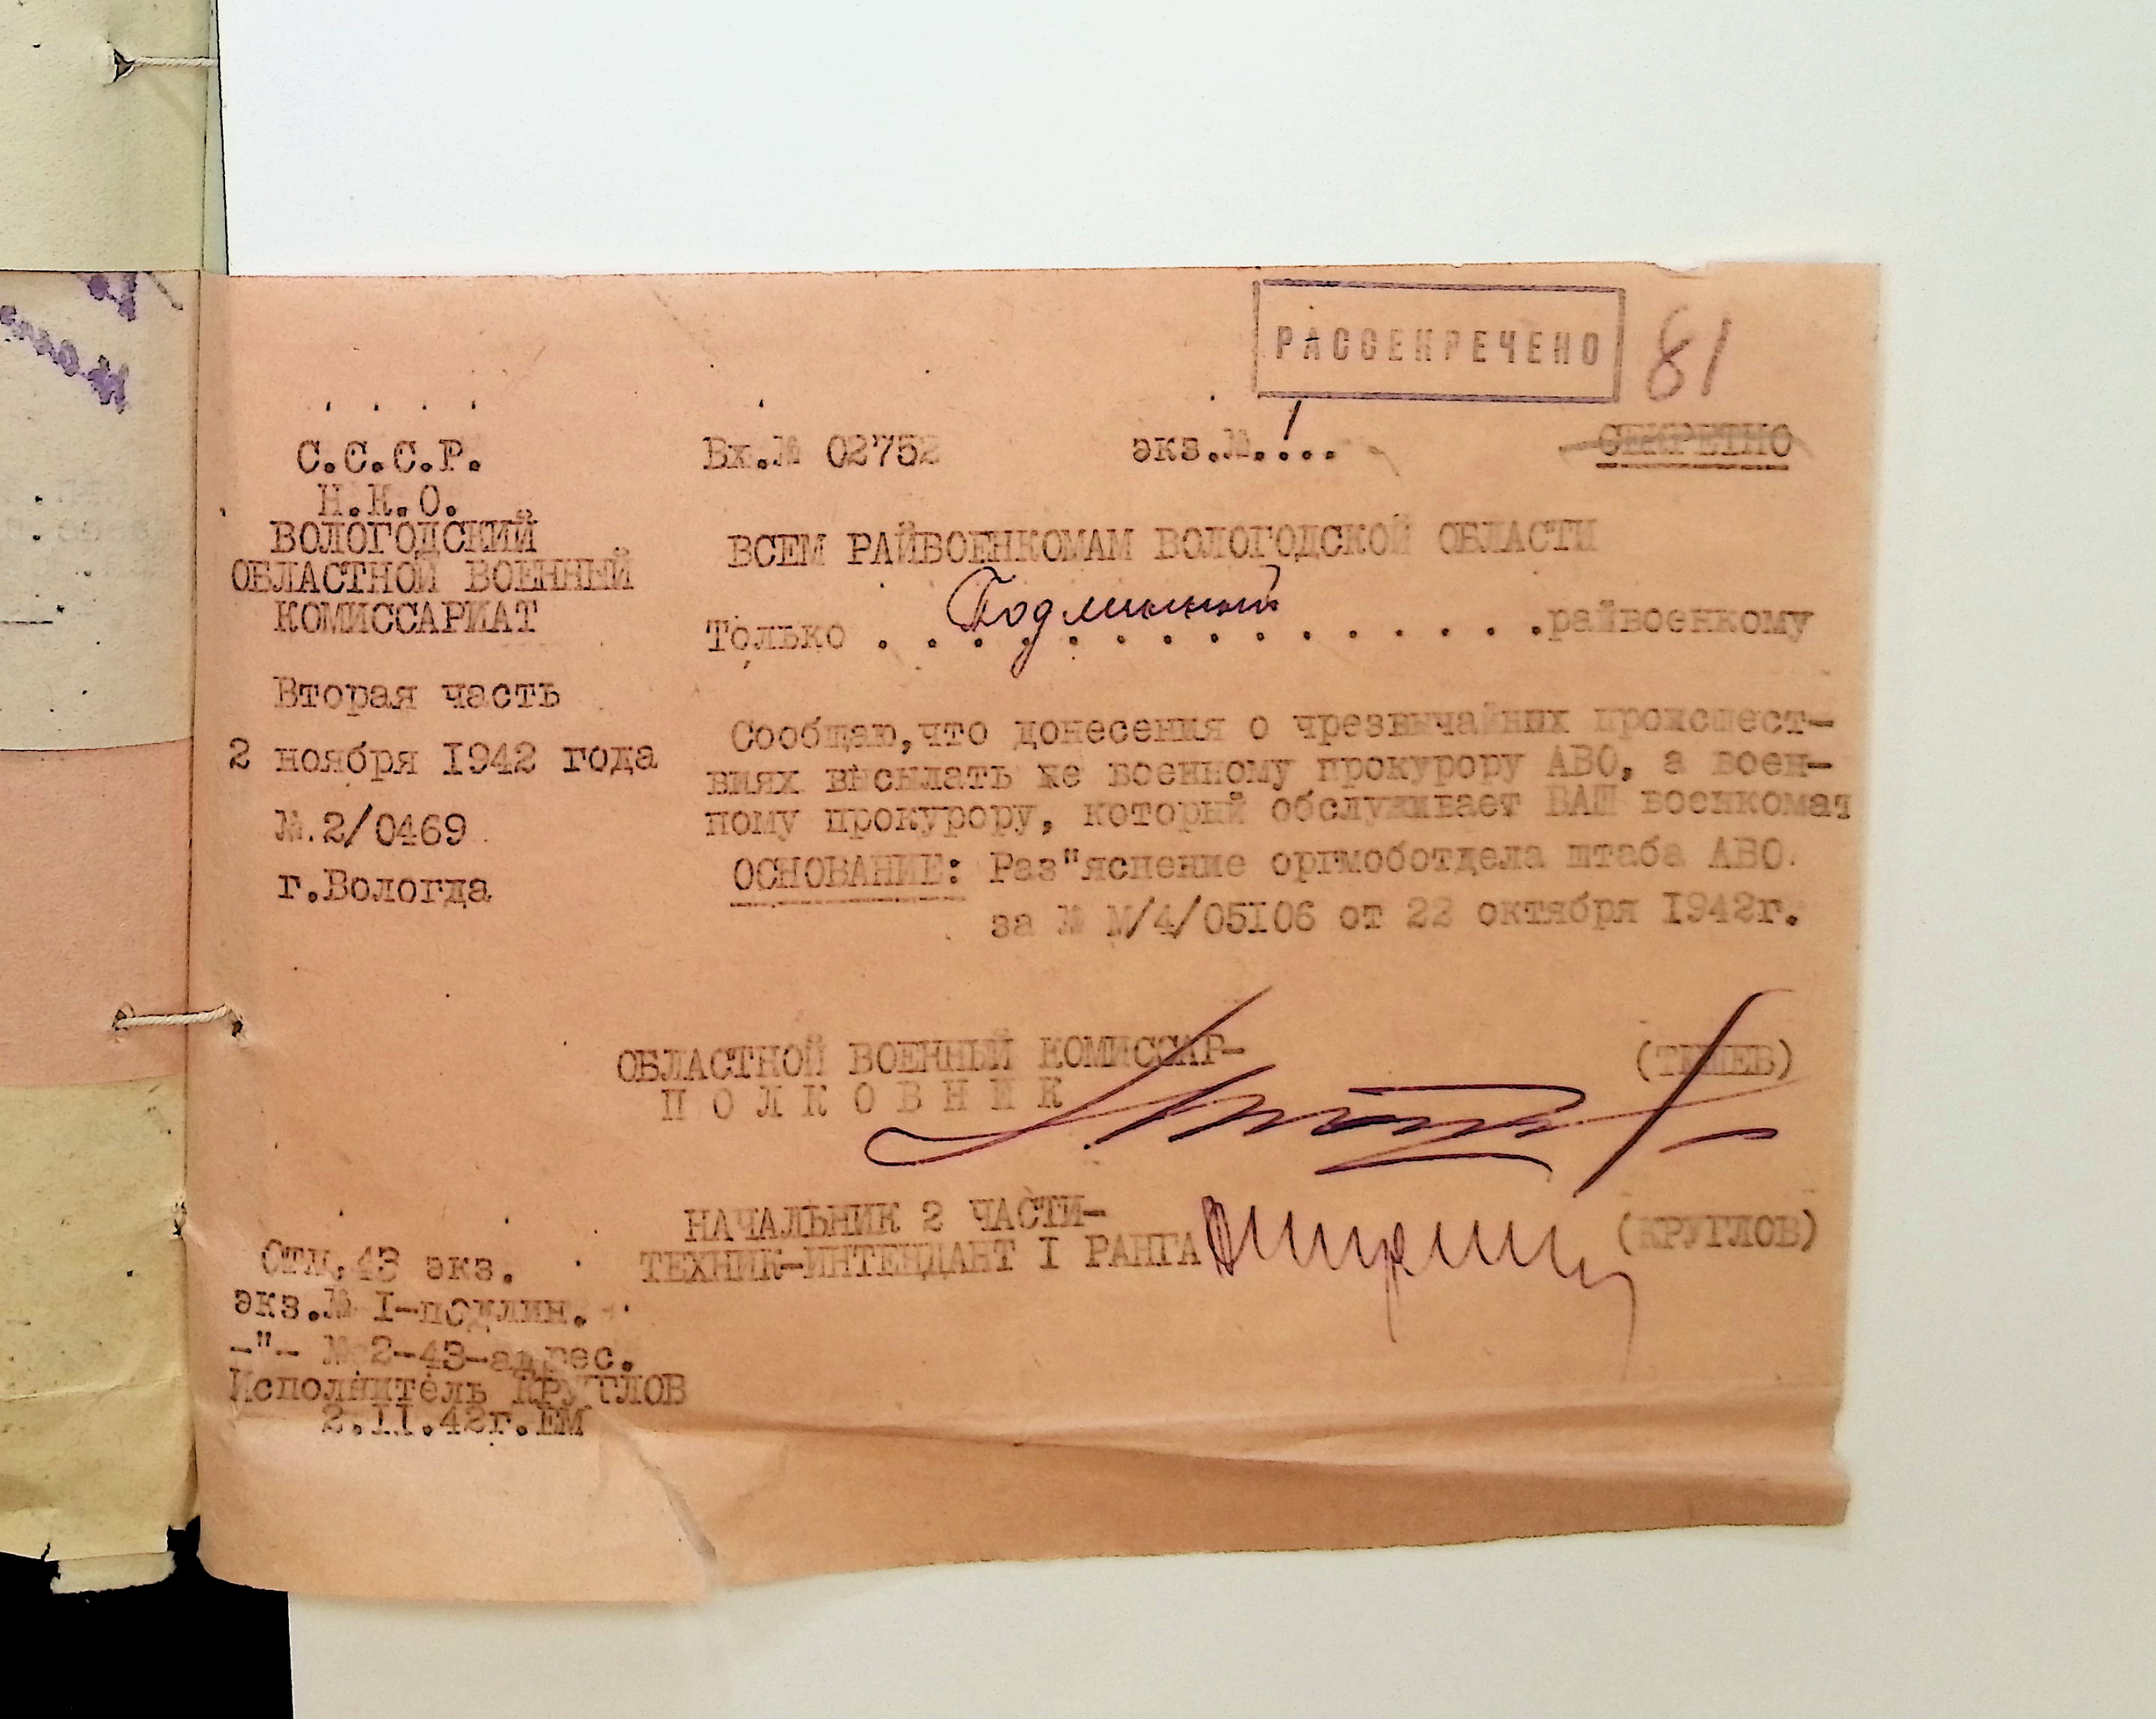 РАССЕКРЕЧЕНО 81
С.С.С.Р. Вх.№ 02752 экз.№.1... СЕКРЕТНО
Н.К.О.
ВОЛОГОДСКИЙ
ОБЛАСТНОЙ ВОЕННЫЙ
КОМИССАРИАТ
Вторая часть
2 ноября 1942 года
№.2/0469
г.Вологда
ВСЕМ РАЙВОЕНКОМАМ ВОЛОГОДСКОЙ ОБЛАСТИ
Подлинный
Только . . . . . . . . . . . . . . .райвоенкому
Сообщаю,что донесения о чрезвычайных происшест-
виях высылать не военному прокурору АВО, а воен-
ному прокурору, который обслуживает ВАШ военкомат
ОСНОВАНИЕ: Раз"яснение оргмоботдела штаба АВО.
за № М/4/05106 от 22 октября 1942г.
ОБЛАСТНОЙ ВОЕННЫЙ КОМИССАР-
ПОЛКОВНИК
НАЧАЛЬНИК 2 ЧАСТИ-
ТЕХНИК-ИНТЕНДАНТ I РАНГА (КРУГЛОВ)
Отп.43 экз.
экз.№ I-подлин.
-"- № 2-43-адрес.
Исполнитель КРУГЛОВ
2.II.42г.ЕМ